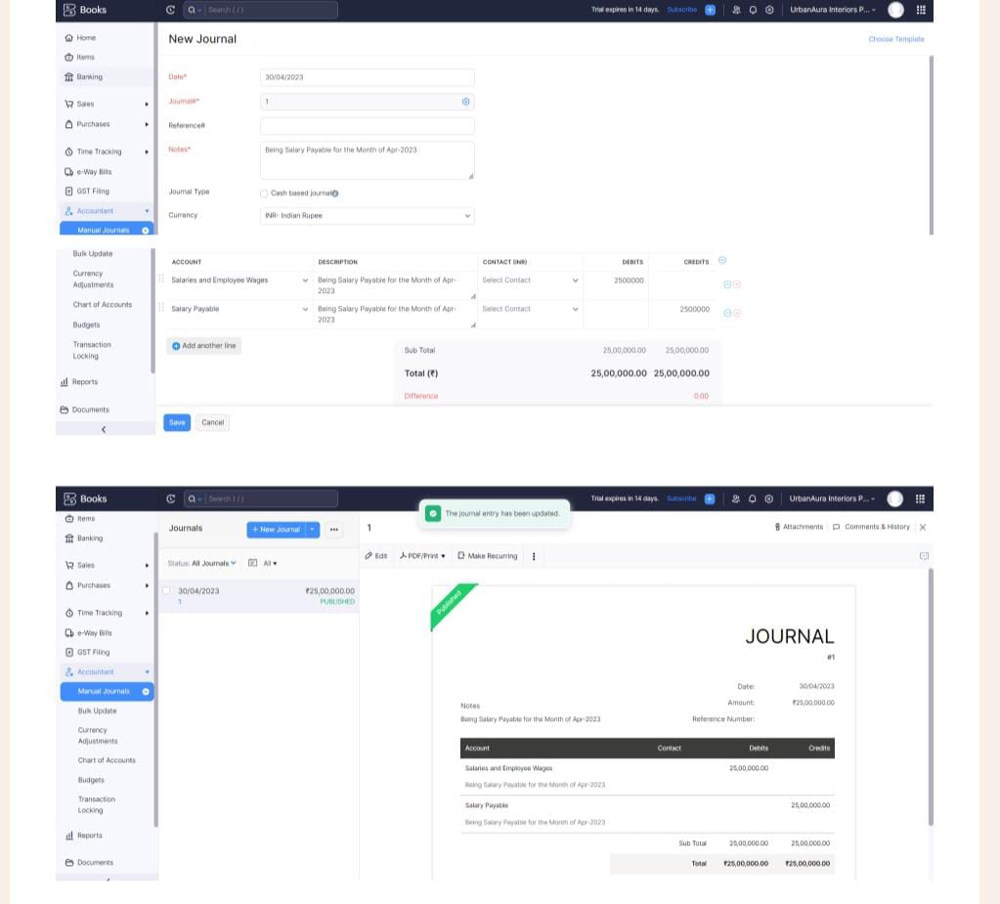 Books
Search ( / )
Trial expires in 14 days. Subscribe
UrbanAura Interiors P...
Home
Items
Banking
Sales
Purchases
Time Tracking
e-Way Bills
GST Filing
Accountant
Manual Journals
New Journal
Choose Template
Date*
30/04/2023
Journal#*
1
Reference#
Notes*
Being Salary Payable for the Month of Apr-2023
Journal Type
Cash based journal
Currency
INR- Indian Rupee
Bulk Update
Currency
Adjustments
Chart of Accounts
Budgets
Transaction
Locking
Reports
Documents
ACCOUNT DESCRIPTION CONTACT (INR) DEBITS CREDITS
Salaries and Employee Wages Being Salary Payable for the Month of Apr- Select Contact 2500000
2023
Salary Payable Being Salary Payable for the Month of Apr- Select Contact 2500000
2023
Add another line
Sub Total 25,00,000.00 25,00,000.00
Total (₹) 25,00,000.00 25,00,000.00
Difference 0.00
Save Cancel
Books
Search ( / )
Trial expires in 14 days. Subscribe
UrbanAura Interiors P...
The journal entry has been updated.
Items
Banking
Sales
Purchases
Time Tracking
e-Way Bills
GST Filing
Accountant
Manual Journals
Bulk Update
Currency
Adjustments
Chart of Accounts
Budgets
Transaction
Locking
Reports
Documents
Journals
+ New Journal
Status: All Journals All
30/04/2023 ₹25,00,000.00
1 PUBLISHED
1
Attachments Comments & History
Edit PDF/Print Make Recurring
Published
JOURNAL
#1
Date: 30/04/2023
Amount: ₹25,00,000.00
Reference Number:
Notes
Being Salary Payable for the Month of Apr-2023
Account Contact Debits Credits
Salaries and Employee Wages 25,00,000.00
Being Salary Payable for the Month of Apr-2023
Salary Payable 25,00,000.00
Being Salary Payable for the Month of Apr-2023
Sub Total 25,00,000.00 25,00,000.00
Total ₹25,00,000.00 ₹25,00,000.00